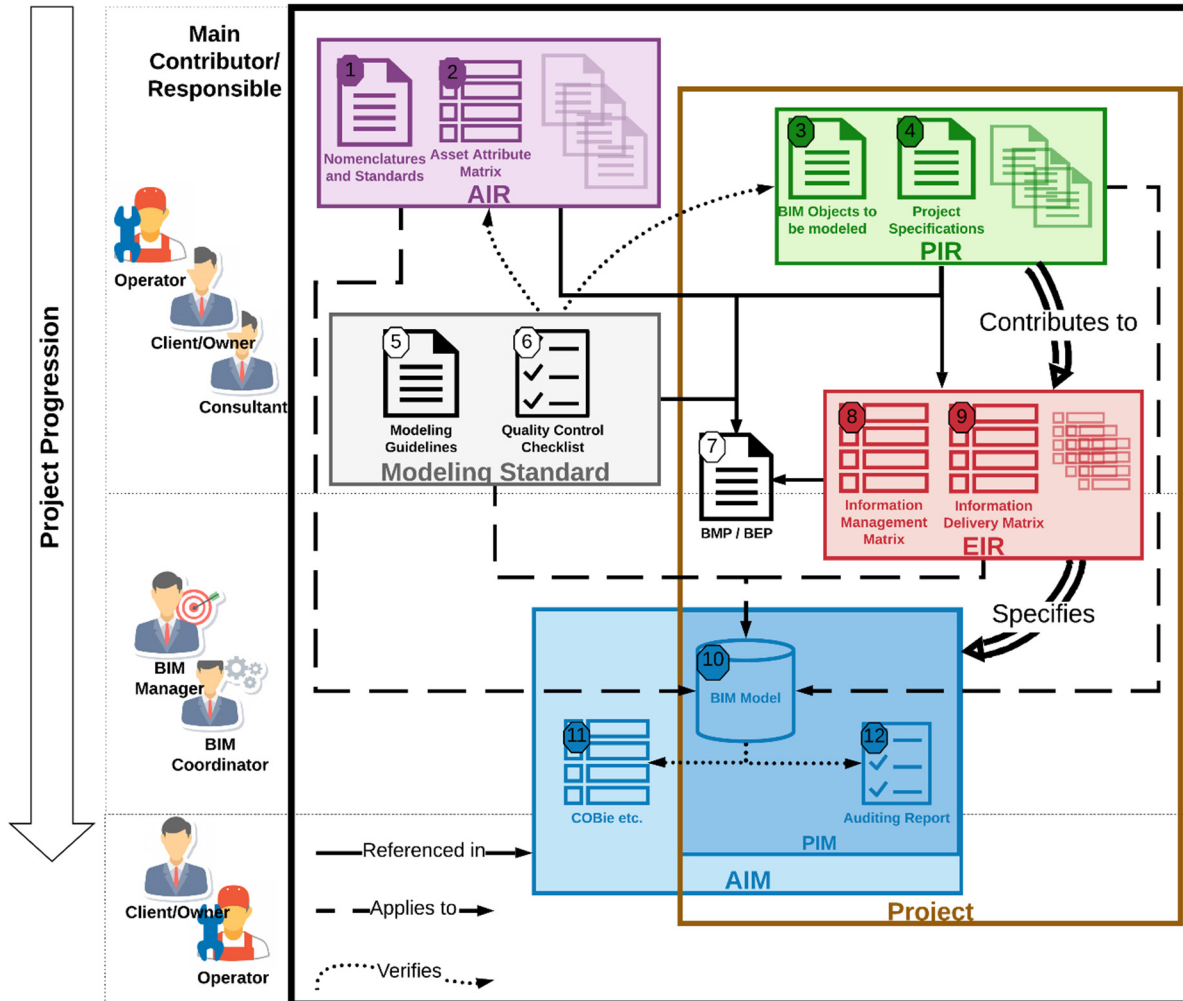 Main
Contributor/
Responsible
Project Progression
Operator
Client/Owner
Consultant
BIM
Manager
BIM
Coordinator
Client/Owner
Operator
1
Nomenclatures
and Standards
2
Asset Attribute
Matrix
AIR
3
BIM Objects to
be modeled
4
Project
Specifications
PIR
Contributes to
5
Modeling
Guidelines
6
Quality Control
Checklist
Modeling Standard
7
BMP / BEP
8
Information
Management
Matrix
9
Information
Delivery Matrix
EIR
Specifies
10
BIM Model
11
COBie etc.
12
Auditing Report
PIM
AIM
Project
Referenced in
Applies to
Verifies